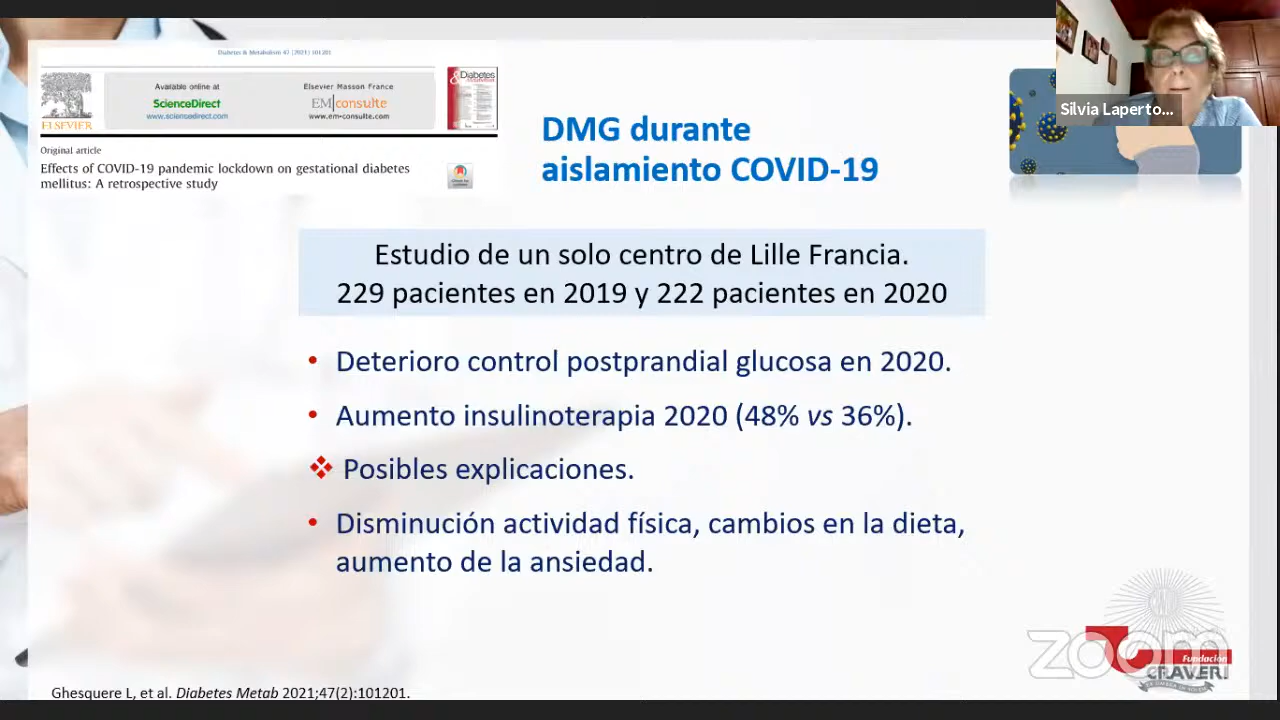 Diabetes & Metabolism 47 (2021) 101201
Available online at
ScienceDirect
www.sciencedirect.com
Elsevier Masson France
EM|consulte
www.em-consulte.com
Diabetes
ELSEVIER
Original article
Effects of COVID-19 pandemic lockdown on gestational diabetes
mellitus: A retrospective study
Silvia Laperto...
DMG durante
aislamiento COVID-19
Estudio de un solo centro de Lille Francia.
229 pacientes en 2019 y 222 pacientes en 2020
• Deterioro control postprandial glucosa en 2020.
• Aumento insulinoterapia 2020 (48% vs 36%).
❖ Posibles explicaciones.
• Disminución actividad física, cambios en la dieta,
aumento de la ansiedad.
zoom
Fundación
CRAVERI
Ghesquere L, et al. Diabetes Metab 2021;47(2):101201.